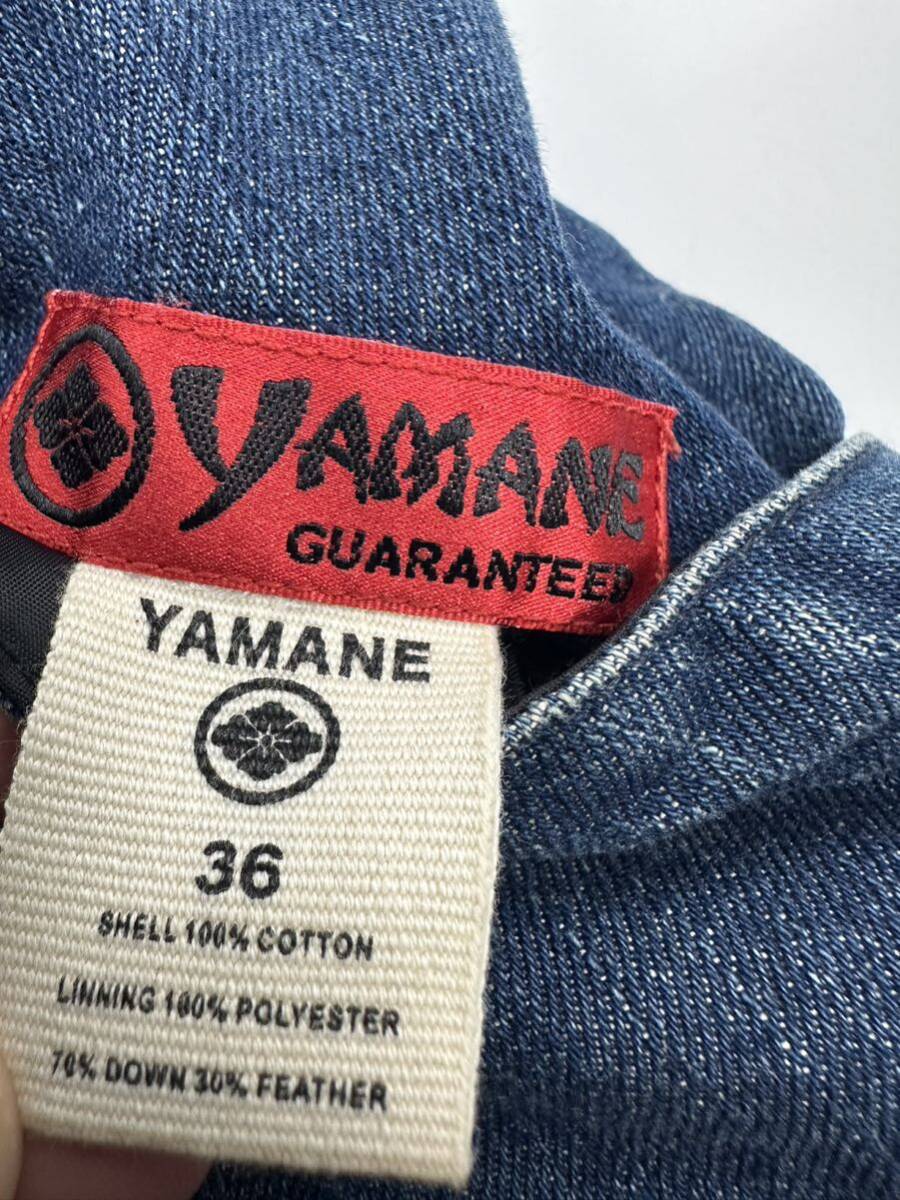 YAMANE
GUARANTEED
YAMANE
36
SHELL 100% COTTON
LINNING 100% POLYESTER
70% DOWN 30% FEATHER